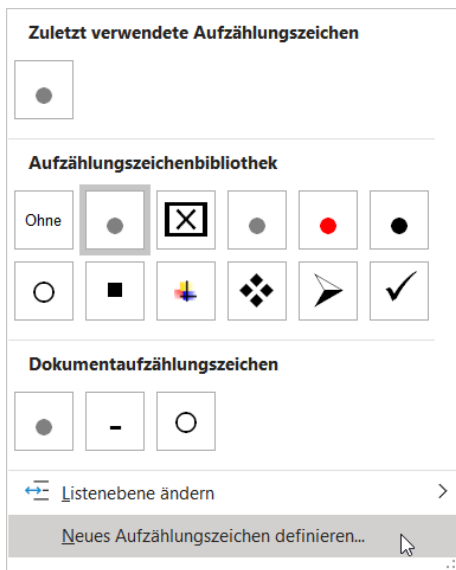 Zuletzt verwendete Aufzählungszeichen
Aufzählungszeichenbibliothek
Ohne
Dokumentaufzählungszeichen
Listenebene ändern
Neues Aufzählungszeichen definieren...